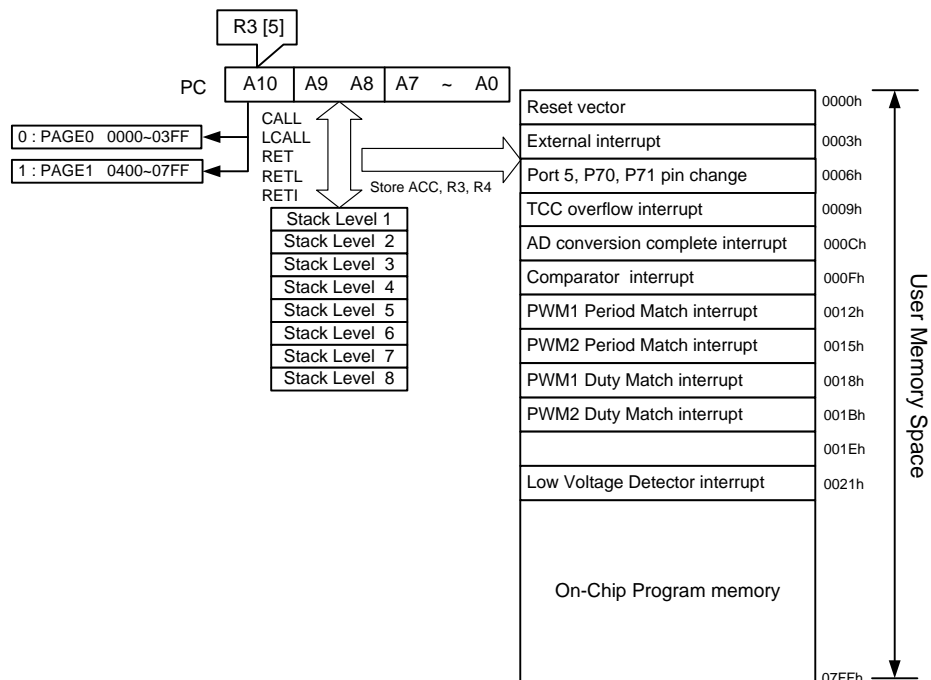 R3 [5]
PC A10 A9 A8 A7 ~ A0
0 : PAGE0 0000~03FF
1 : PAGE1 0400~07FF
CALL
LCALL
RET
RETL
RETI
Store ACC, R3, R4
Stack Level 1
Stack Level 2
Stack Level 3
Stack Level 4
Stack Level 5
Stack Level 6
Stack Level 7
Stack Level 8
Reset vector 0000h
External interrupt 0003h
Port 5, P70, P71 pin change 0006h
TCC overflow interrupt 0009h
AD conversion complete interrupt 000Ch
Comparator interrupt 000Fh
PWM1 Period Match interrupt 0012h
PWM2 Period Match interrupt 0015h
PWM1 Duty Match interrupt 0018h
PWM2 Duty Match interrupt 001Bh
001Eh
Low Voltage Detector interrupt 0021h
On-Chip Program memory
07FFh
User Memory Space